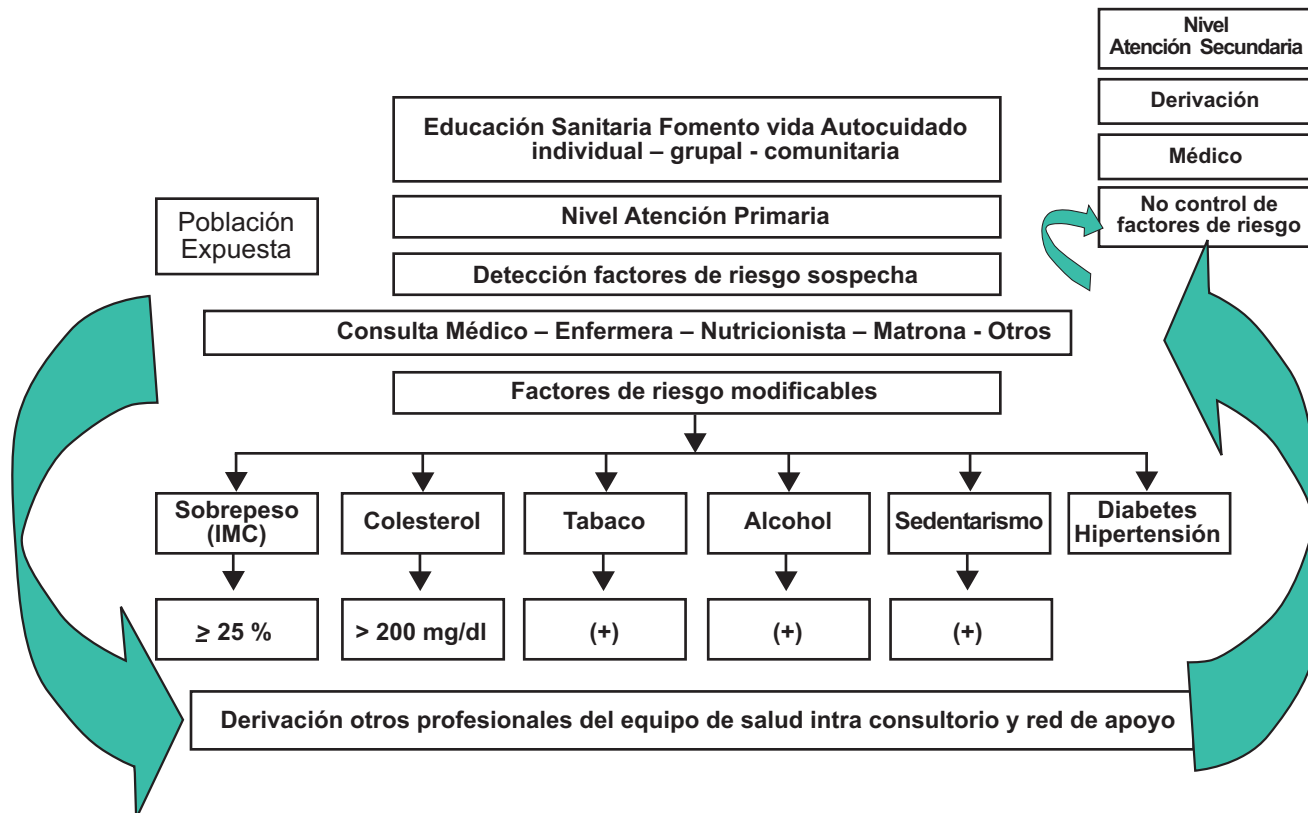 Nivel
Atención Secundaria
Derivación
Médico
No control de
factores de riesgo
Educación Sanitaria Fomento vida Autocuidado
individual – grupal - comunitaria
Nivel Atención Primaria
Población
Expuesta
Detección factores de riesgo sospecha
Consulta Médico – Enfermera – Nutricionista – Matrona - Otros
Factores de riesgo modificables
Sobrepeso
(IMC)
Colesterol
Tabaco
Alcohol
Sedentarismo
Diabetes
Hipertensión
≥ 25 %
> 200 mg/dl
(+)
(+)
(+)
Derivación otros profesionales del equipo de salud intra consultorio y red de apoyo